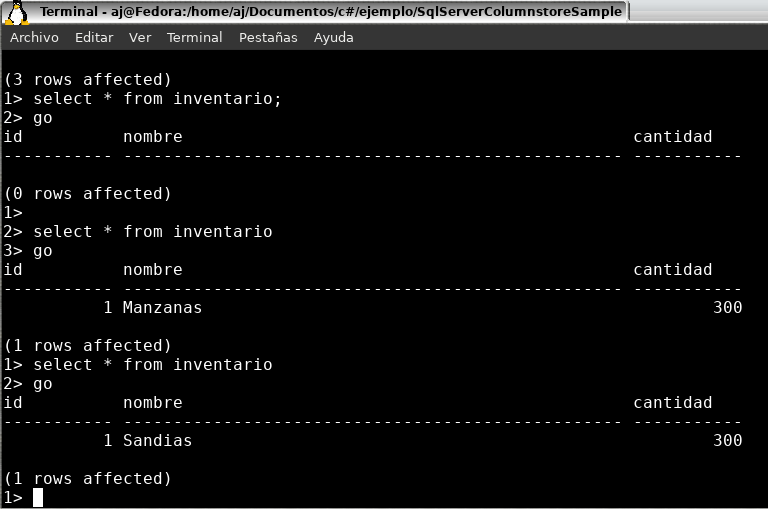 Terminal - aj@Fedora:/home/aj/Documentos/c#/ejemplo/SqlServerColumnstoreSample
Archivo Editar Ver Terminal Pestañas Ayuda
(3 rows affected)
1> select * from inventario;
2> go
id          nombre                                             cantidad
----------- -------------------------------------------------- -----------
(0 rows affected)
1>
2> select * from inventario
3> go
id          nombre                                             cantidad
----------- -------------------------------------------------- -----------
          1 Manzanas                                                   300
(1 rows affected)
1> select * from inventario
2> go
id          nombre                                             cantidad
----------- -------------------------------------------------- -----------
          1 Sandias                                                    300
(1 rows affected)
1>